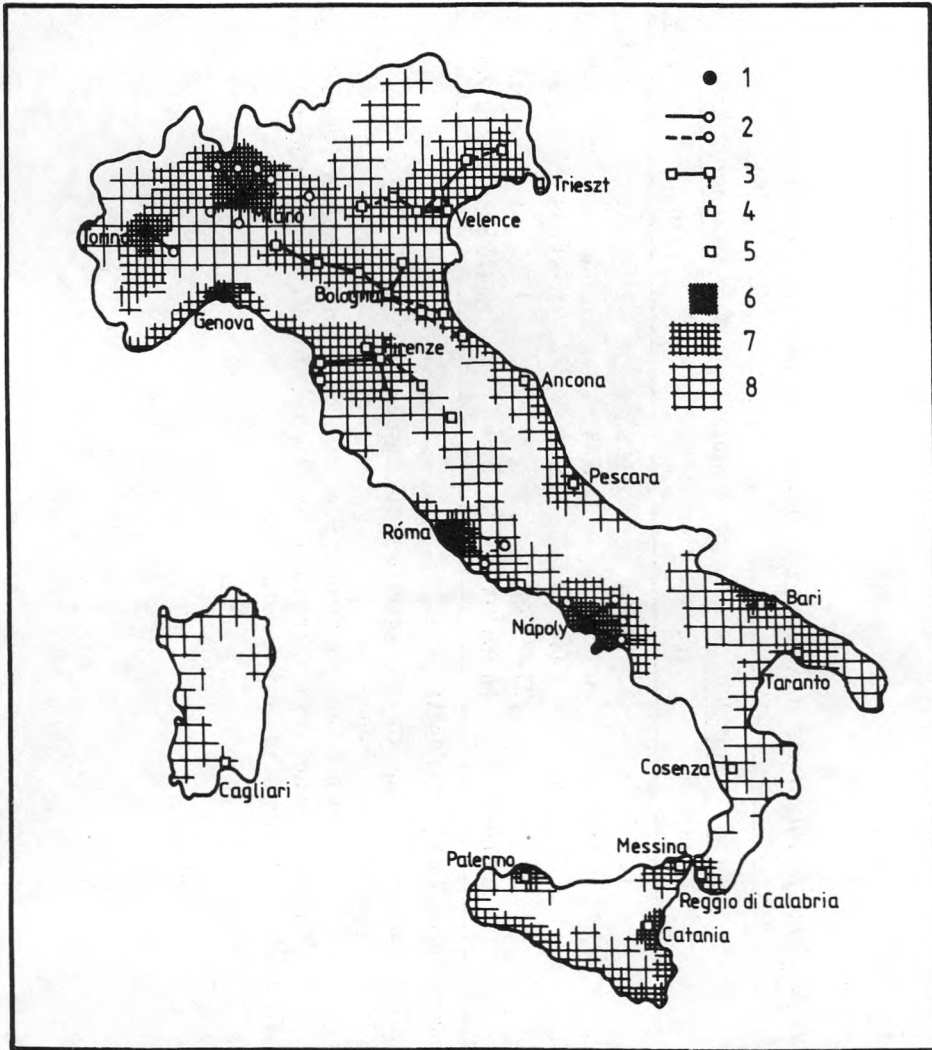 1
2
3
Trieszt
4
Milano
Velence
Torino
5
Bologna
6
Genova
7
Firenze
8
Ancona
Pescara
Róma
Bari
Nápoly
Taranto
Cosenza
Cagliari
Messina
Palermo
Reggio di Calabria
Catania